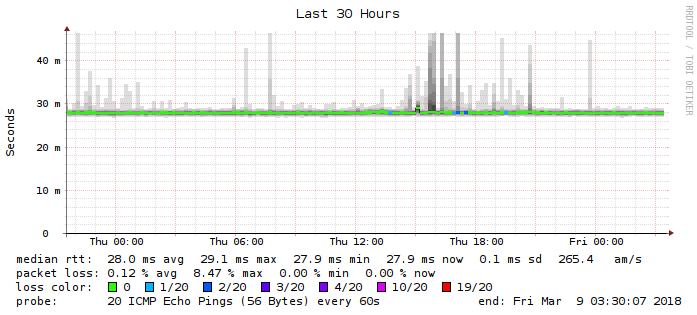 Last 30 Hours
RRDTOOL / TOBI OETIKER
Seconds
40 m
30 m
20 m
10 m
0
Thu 00:00 Thu 06:00 Thu 12:00 Thu 18:00 Fri 00:00
median rtt: 28.0 ms avg 29.1 ms max 27.9 ms min 27.9 ms now 0.1 ms sd 265.4 am/s
packet loss: 0.12 % avg 8.47 % max 0.00 % min 0.00 % now
loss color: 0 1/20 2/20 3/20 4/20 10/20 19/20
probe: 20 ICMP Echo Pings (56 Bytes) every 60s end: Fri Mar 9 03:30:07 2018